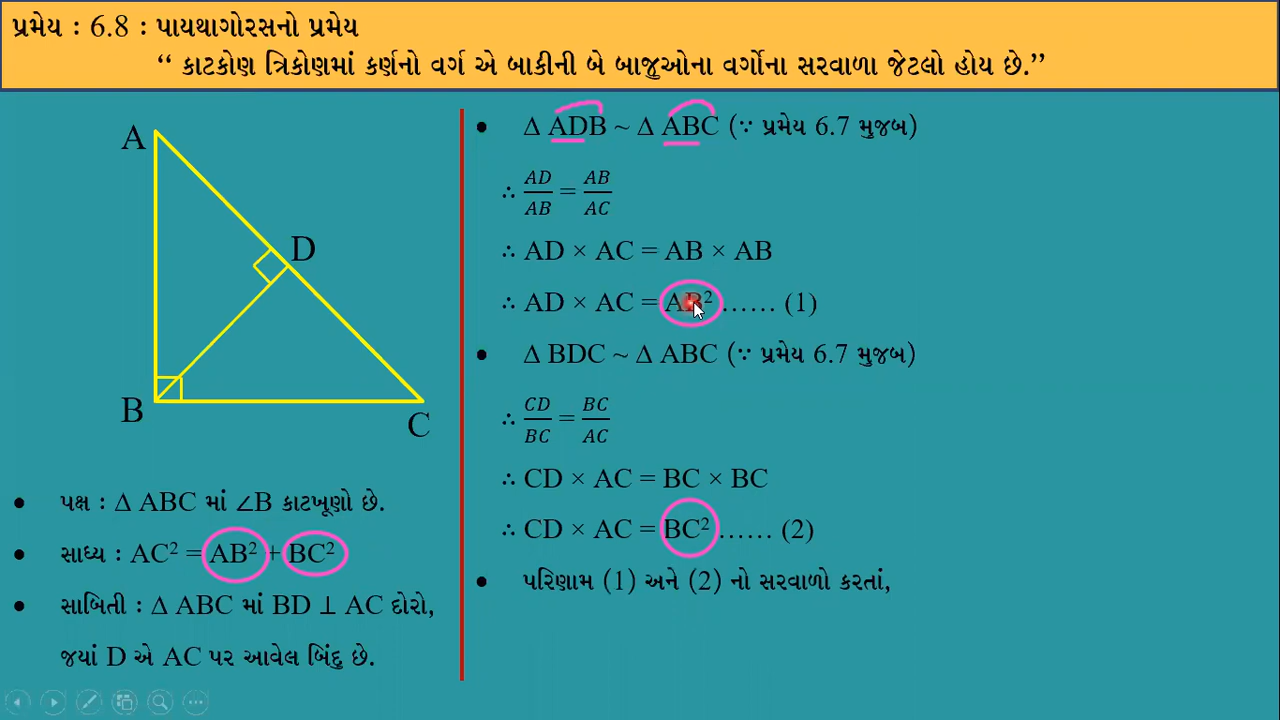 પ્રમેય : 6.8 : પાયથાગોરસનો પ્રમેય
“ કાટકોણ ત્રિકોણમાં કર્ણનો વર્ગ એ બાકીની બે બાજુઓના વર્ગોના સરવાળા જેટલો હોય છે.”
A
D
B
C
• પક્ષ : Δ ABC માં ∠B કાટખૂણો છે.
• સાધ્ય : AC² = AB² + BC²
• સાબિતી : Δ ABC માં BD ⊥ AC દોરો,
જયાં D એ AC પર આવેલ બિંદુ છે.
• Δ ADB ~ Δ ABC (∵ પ્રમેય 6.7 મુજબ)
∴ AD/AB = AB/AC
∴ AD × AC = AB × AB
∴ AD × AC = AB² …… (1)
• Δ BDC ~ Δ ABC (∵ પ્રમેય 6.7 મુજબ)
∴ CD/BC = BC/AC
∴ CD × AC = BC × BC
∴ CD × AC = BC² …… (2)
• પરિણામ (1) અને (2) નો સરવાળો કરતાં,